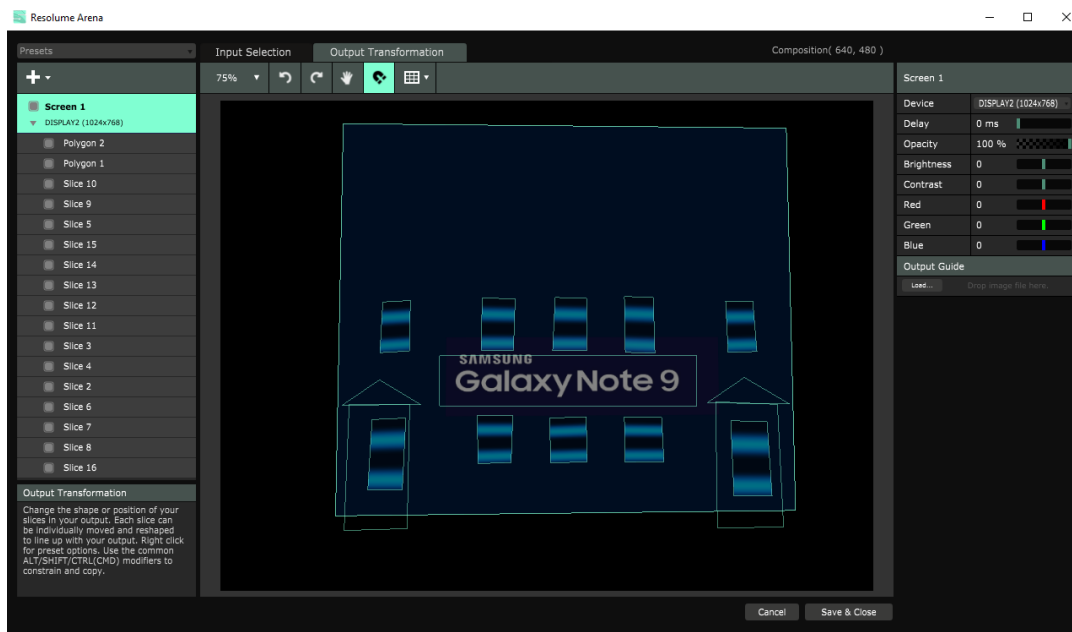 Resolume Arena
Presets
Input Selection
Output Transformation
Composition( 640, 480 )
75%
Screen 1
DISPLAY2 (1024x768)
Polygon 2
Polygon 1
Slice 10
Slice 9
Slice 5
Slice 15
Slice 14
Slice 13
Slice 12
Slice 11
Slice 3
Slice 4
Slice 2
Slice 6
Slice 7
Slice 8
Slice 16
Output Transformation
Change the shape or position of your
slices in your output. Each slice can
be individually moved and reshaped
to line up with your output. Right click
for preset options. Use the common
ALT/SHIFT/CTRL(CMD) modifiers to
constrain and copy.
SAMSUNG
Galaxy Note 9
Screen 1
Device DISPLAY2 (1024x768)
Delay 0 ms
Opacity 100 %
Brightness 0
Contrast 0
Red 0
Green 0
Blue 0
Output Guide
Load... Drop image file here.
Cancel
Save & Close